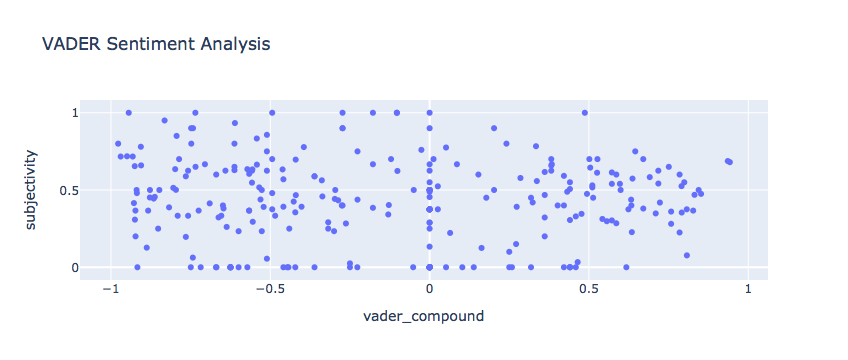 VADER Sentiment Analysis
1
0.5
0
subjectivity
−1
−0.5
0
0.5
1
vader_compound